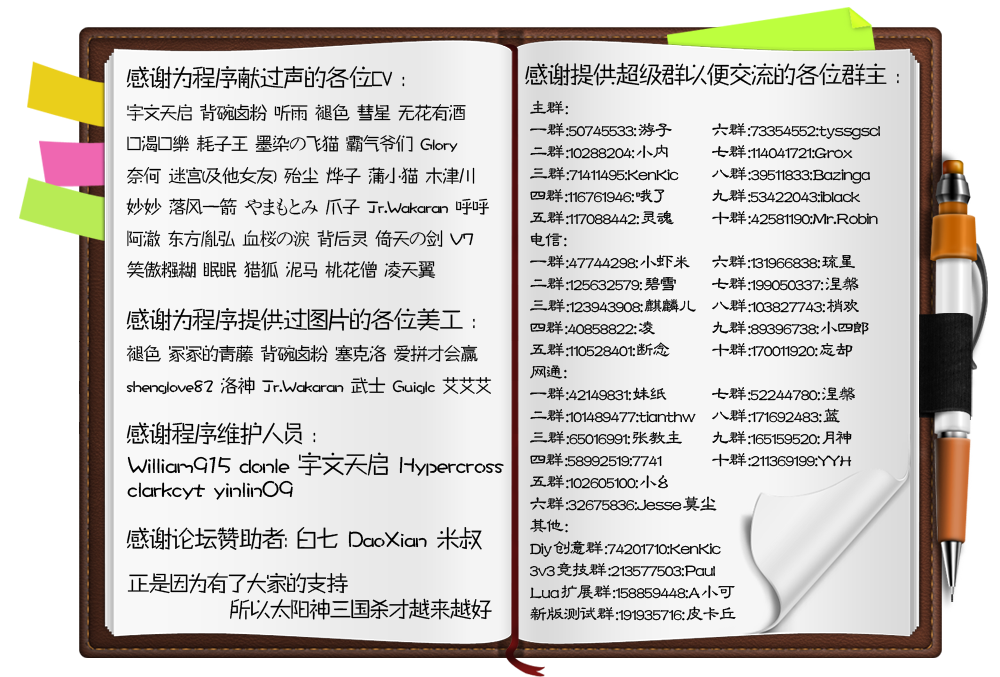 感谢为程序献过声的各位CV：
宇文天启 背碗卤粉 听雨 褪色 彗星 无花有酒
囗渴囗樂 耗子王 墨染の飞猫 霸气爷们 Glory
奈何 迷宫(及他女友) 殆尘 烨子 蒲小猫 木津川
妙妙 落风一箭 やまもとみ 爪子 Jr.Wakaran 呼呼
阿澈 东方胤弘 血桜の涙 背后灵 倚天の剑 V7
笑傲糨糊 眠眠 猎狐 泥马 桃花僧 凌天翼
感谢为程序提供过图片的各位美工：
褪色 冢冢的青藤 背碗卤粉 塞克洛 爱拼才会赢
shenglove82 洛神 Jr.Wakaran 武士 Guiglc 艾艾艾
感谢程序维护人员：
William915 donle 宇文天启 Hypercross
clarkcyt yinlin09
感谢论坛赞助者: 白七 DaoXian 米叔
正是因为有了大家的支持
所以太阳神三国杀才越来越好
感谢提供超级群以便交流的各位群主：
主群:
一群:50745533:游子 六群:73354552:tyssgscl
二群:10288204:小内 七群:114041721:Grox
三群:71411495:KenKic 八群:39511833:Bazinga
四群:116761946:哦了 九群:53422043:iblack
五群:117088442:灵魂 十群:42581190:Mr.Robin
电信:
一群:47744298:小虾米 六群:131966838:琉星
二群:125632579:碧雪 七群:199050337:涅槃
三群:123943908:麒麟儿 八群:103827743:梢欢
四群:40858822:凌 九群:89396738:小四郎
五群:110528401:断念 十群:170011920:忘却
网通:
一群:42149831:妹纸 七群:52244780:涅槃
二群:101489477:tianthw 八群:171692483:蓝
三群:65016991:张教主 九群:165159520:月神
四群:58992519:7741 十群:211369199:YYH
五群:102605100:小幺
六群:32675836:Jesse莫尘
其他:
Diy创意群:74201710:KenKic
3v3竞技群:213577503:Paul
Lua扩展群:158859448:A小可
新版测试群:191935716:皮卡丘